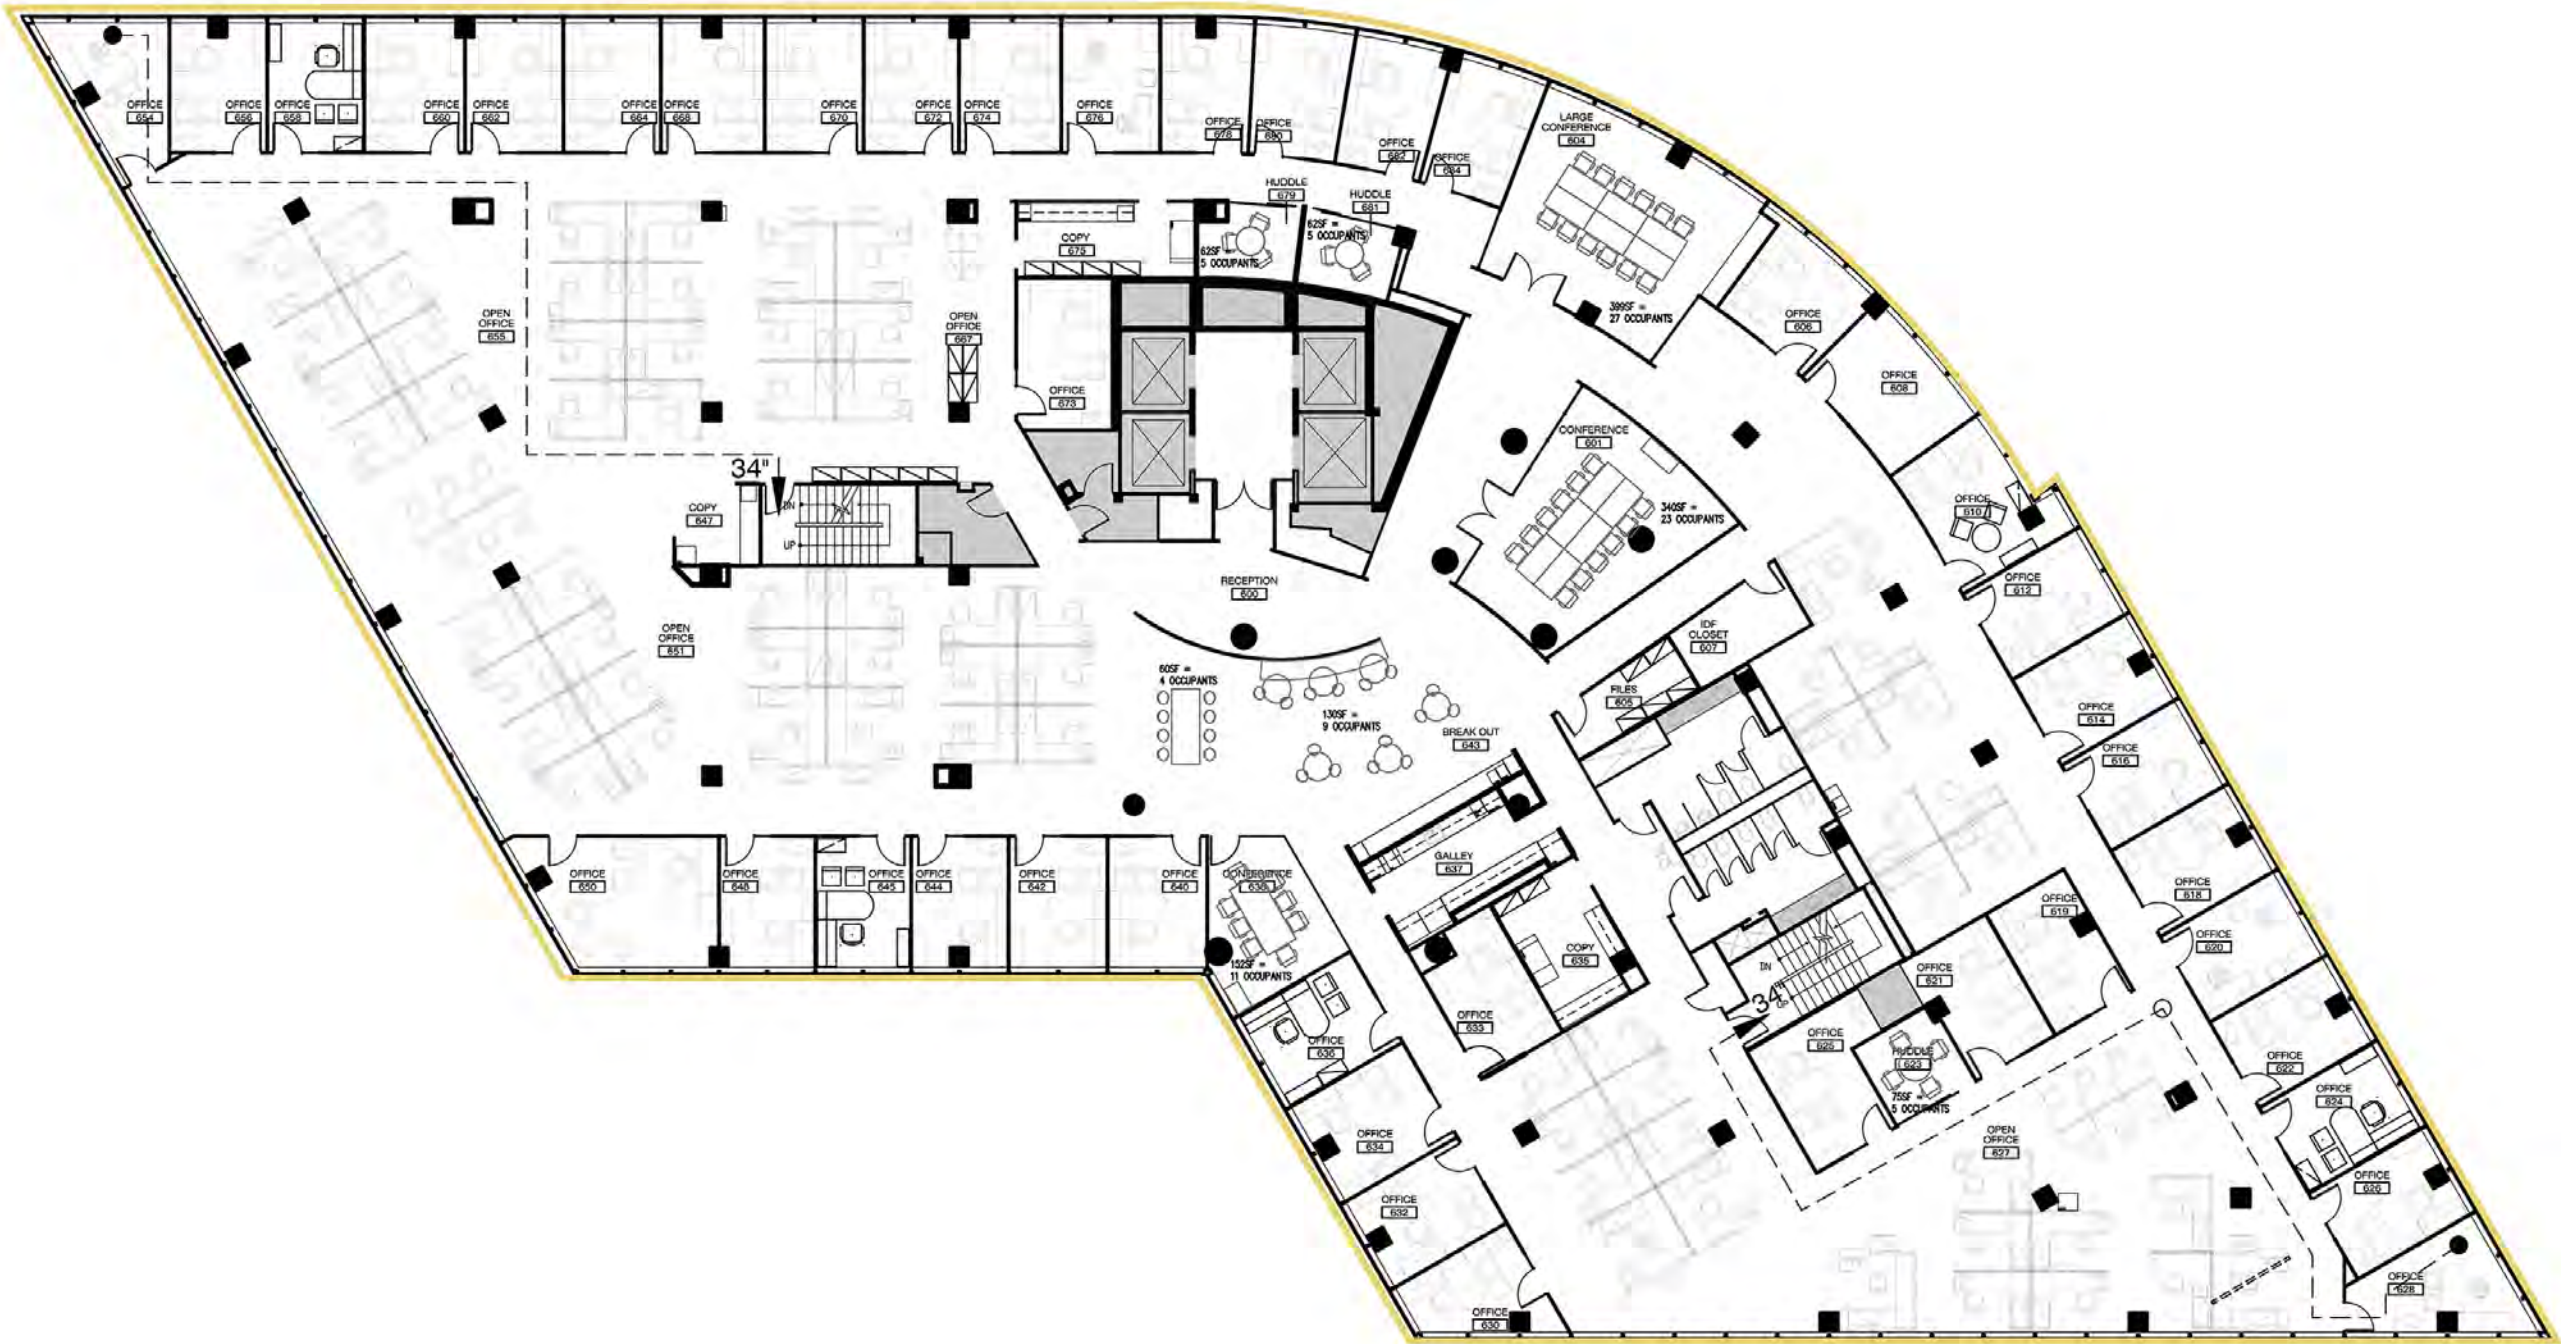 OFFICE
654
OFFICE
656
OFFICE
658
OFFICE
660
OFFICE
662
OFFICE
664
OFFICE
668
OFFICE
670
OFFICE
672
OFFICE
674
OFFICE
676
OFFICE
678
OFFICE
680
OFFICE
682
OFFICE
684
LARGE
CONFERENCE
604
HUDDLE
679
HUDDLE
681
62SF =
5 OCCUPANTS
62SF =
5 OCCUPANTS
COPY
675
399SF =
27 OCCUPANTS
OFFICE
606
OFFICE
608
OPEN
OFFICE
655
OPEN
OFFICE
667
OFFICE
673
CONFERENCE
601
340SF =
23 OCCUPANTS
34"
COPY
647
DN
UP
OFFICE
610
RECEPTION
600
OFFICE
612
OPEN
OFFICE
651
IDF
CLOSET
607
FILES
605
60SF =
4 OCCUPANTS
130SF =
9 OCCUPANTS
BREAK OUT
643
OFFICE
614
OFFICE
616
GALLEY
637
OFFICE
650
OFFICE
648
OFFICE
645
OFFICE
644
OFFICE
642
OFFICE
640
CONFERENCE
638
152SF =
11 OCCUPANTS
OFFICE
618
OFFICE
619
OFFICE
620
COPY
635
OFFICE
633
DN
UP
34"
OFFICE
621
OFFICE
625
HUDDLE
623
75SF =
5 OCCUPANTS
OFFICE
636
OFFICE
622
OFFICE
624
OFFICE
634
OPEN
OFFICE
627
OFFICE
626
OFFICE
632
OFFICE
628
OFFICE
630